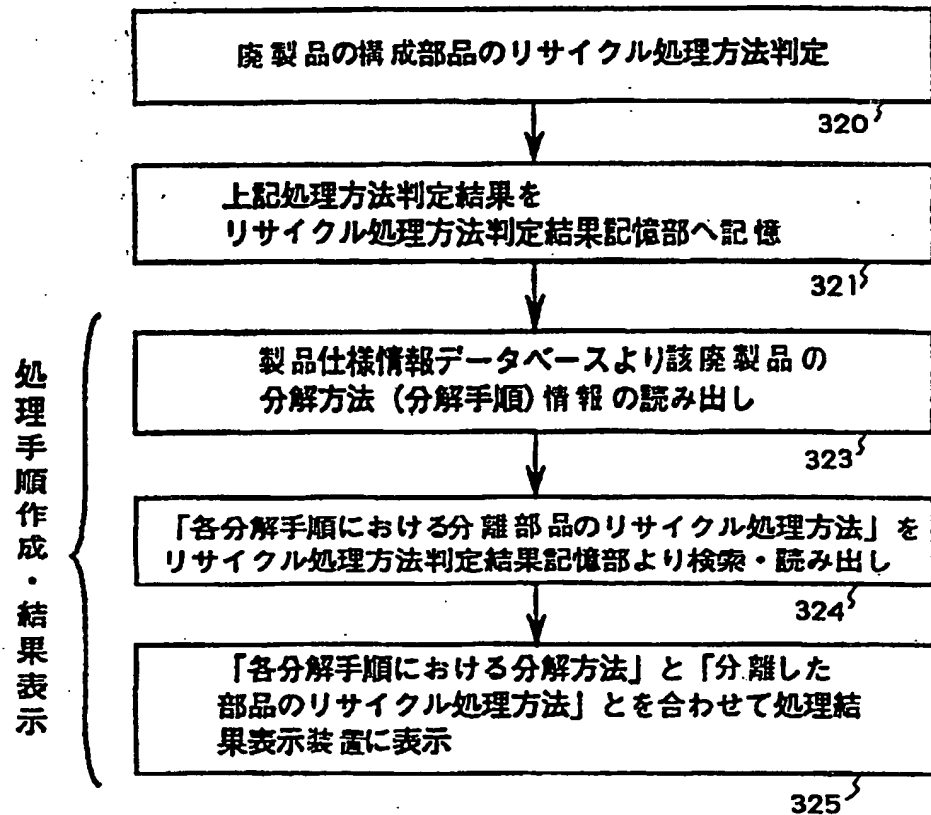 廃製品の構成部品のリサイクル処理方法判定
320
上記処理方法判定結果を
リサイクル処理方法判定結果記憶部へ記憶
321
処理手順作成・結果表示
製品仕様情報データベースより該廃製品の
分解方法(分解手順)情報の読み出し
323
「各分解手順における分離部品のリサイクル処理方法」を
リサイクル処理方法判定結果記憶部より検索・読み出し
324
「各分解手順における分解方法」と「分離した
部品のリサイクル処理方法」とを合わせて処理結
果表示装置に表示
325